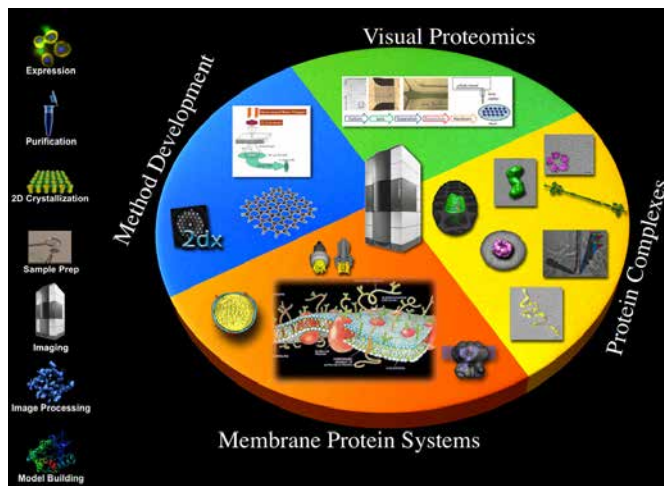 Visual Proteomics
Method Development
Protein Complexes
Membrane Protein Systems
2dx
Expression
Purification
2D Crystallization
Sample Prep
Imaging
Image Processing
Model Building